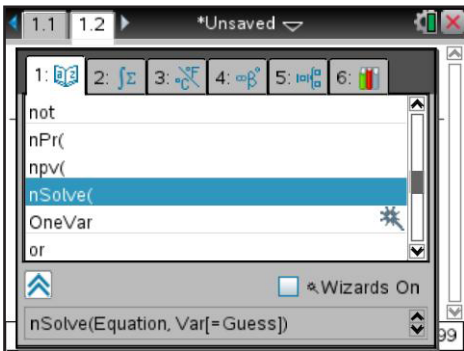 1.1 1.2 *Unsaved
1: 2: ∫Σ 3: °F °C 4: ∞β° 5: 6:
not
nPr(
npv(
nSolve(
OneVar
or
Wizards On
nSolve(Equation, Var[=Guess])
99